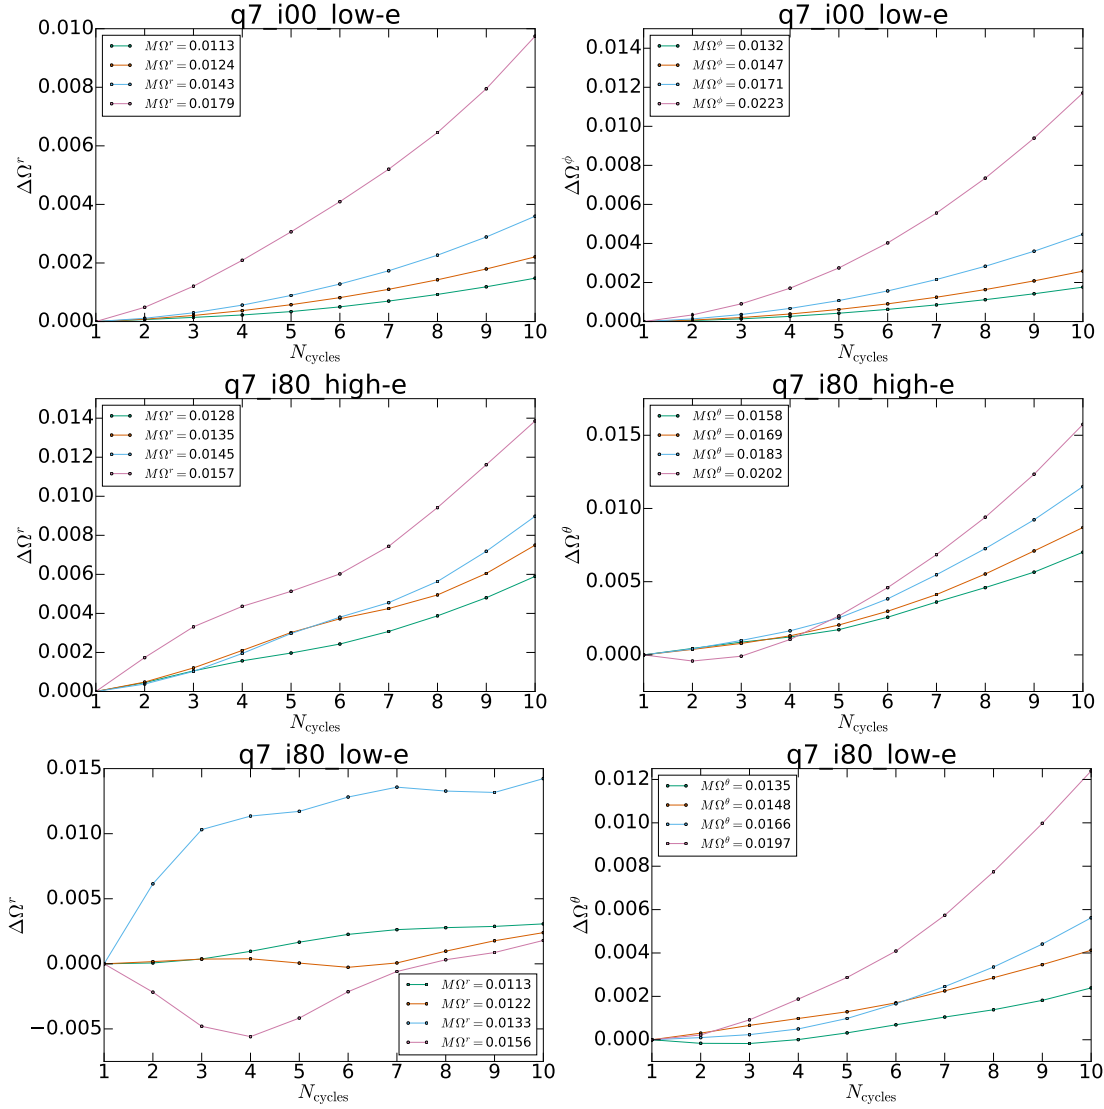 q7_i00_low-e
0.010
0.008
0.006
0.004
0.002
0.000
ΔΩ^r
MΩ^r = 0.0113
MΩ^r = 0.0124
MΩ^r = 0.0143
MΩ^r = 0.0179
1 2 3 4 5 6 7 8 9 10
N_cycles
q7_i00_low-e
0.014
0.012
0.010
0.008
0.006
0.004
0.002
0.000
ΔΩ^ϕ
MΩ^ϕ = 0.0132
MΩ^ϕ = 0.0147
MΩ^ϕ = 0.0171
MΩ^ϕ = 0.0223
1 2 3 4 5 6 7 8 9 10
N_cycles
q7_i80_high-e
0.014
0.012
0.010
0.008
0.006
0.004
0.002
0.000
ΔΩ^r
MΩ^r = 0.0128
MΩ^r = 0.0135
MΩ^r = 0.0145
MΩ^r = 0.0157
1 2 3 4 5 6 7 8 9 10
N_cycles
q7_i80_high-e
0.015
0.010
0.005
0.000
ΔΩ^θ
MΩ^θ = 0.0158
MΩ^θ = 0.0169
MΩ^θ = 0.0183
MΩ^θ = 0.0202
1 2 3 4 5 6 7 8 9 10
N_cycles
q7_i80_low-e
0.015
0.010
0.005
0.000
−0.005
ΔΩ^r
MΩ^r = 0.0113
MΩ^r = 0.0122
MΩ^r = 0.0133
MΩ^r = 0.0156
1 2 3 4 5 6 7 8 9 10
N_cycles
q7_i80_low-e
0.012
0.010
0.008
0.006
0.004
0.002
0.000
ΔΩ^θ
MΩ^θ = 0.0135
MΩ^θ = 0.0148
MΩ^θ = 0.0166
MΩ^θ = 0.0197
1 2 3 4 5 6 7 8 9 10
N_cycles